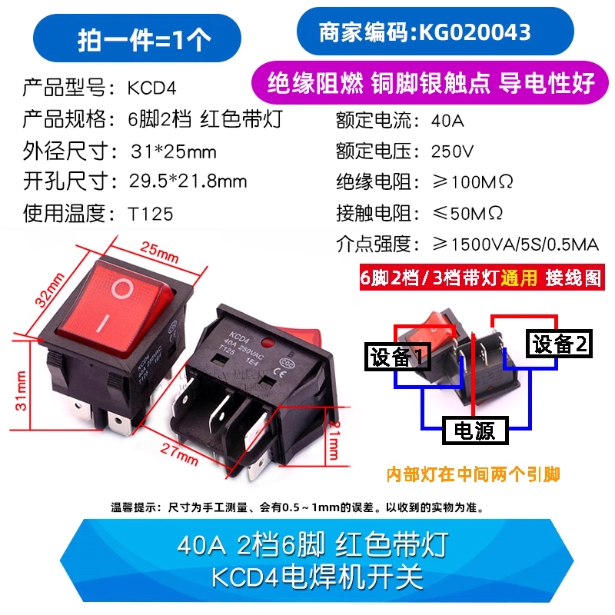 拍一件=1个
商家编码:KG020043
绝缘阻燃 铜脚银触点 导电性好
产品型号: KCD4
产品规格: 6脚2档 红色带灯
外径尺寸: 31*25mm
开孔尺寸: 29.5*21.8mm
使用温度: T125
额定电流: 40A
额定电压: 250V
绝缘电阻: ≥100MΩ
接触电阻: ≤50MΩ
介点强度: ≥1500VA/5S/0.5MA
25mm
32mm
31mm
27mm
21mm
O
I
KCD4
40A 250VAC
T125 1E4
CQC CE
6脚2档/3档带灯通用 接线图
设备1
设备2
电源
内部灯在中间两个引脚
温馨提示: 尺寸为手工测量、会有0.5~1mm的误差。以收到的实物为准。
40A 2档6脚 红色带灯
KCD4电焊机开关